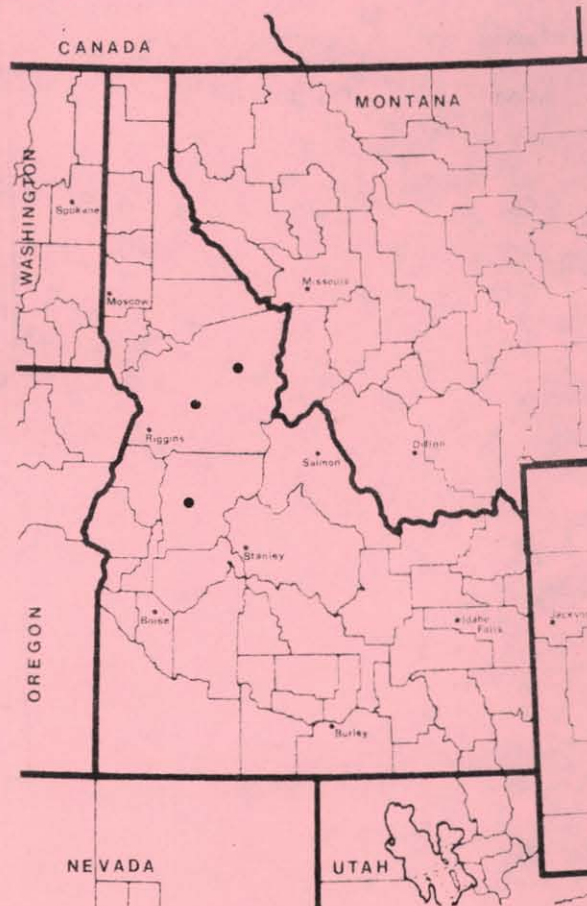 CANADA
MONTANA
WASHINGTON
Spokane
Missoula
Moscow
Riggins
Salmon
Dillon
Stanley
OREGON
Boise
Idaho
Falls
Burley
NEVADA
UTAH